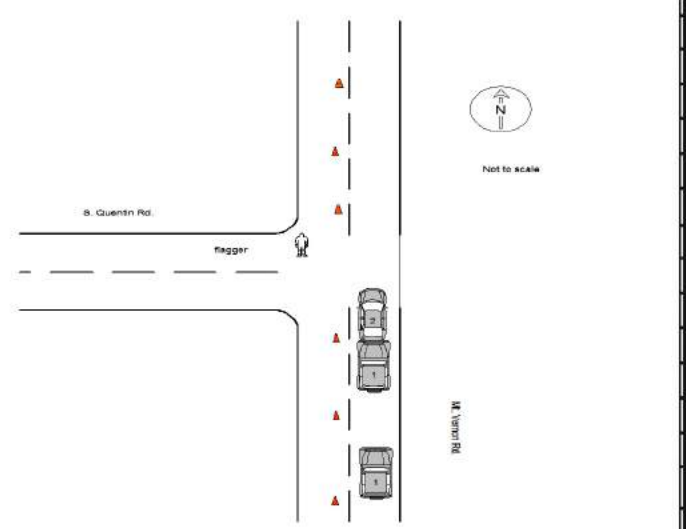 N
Not to scale
S. Quentin Rd.
flagger
2
1
Mt. Vernon Rd.
1